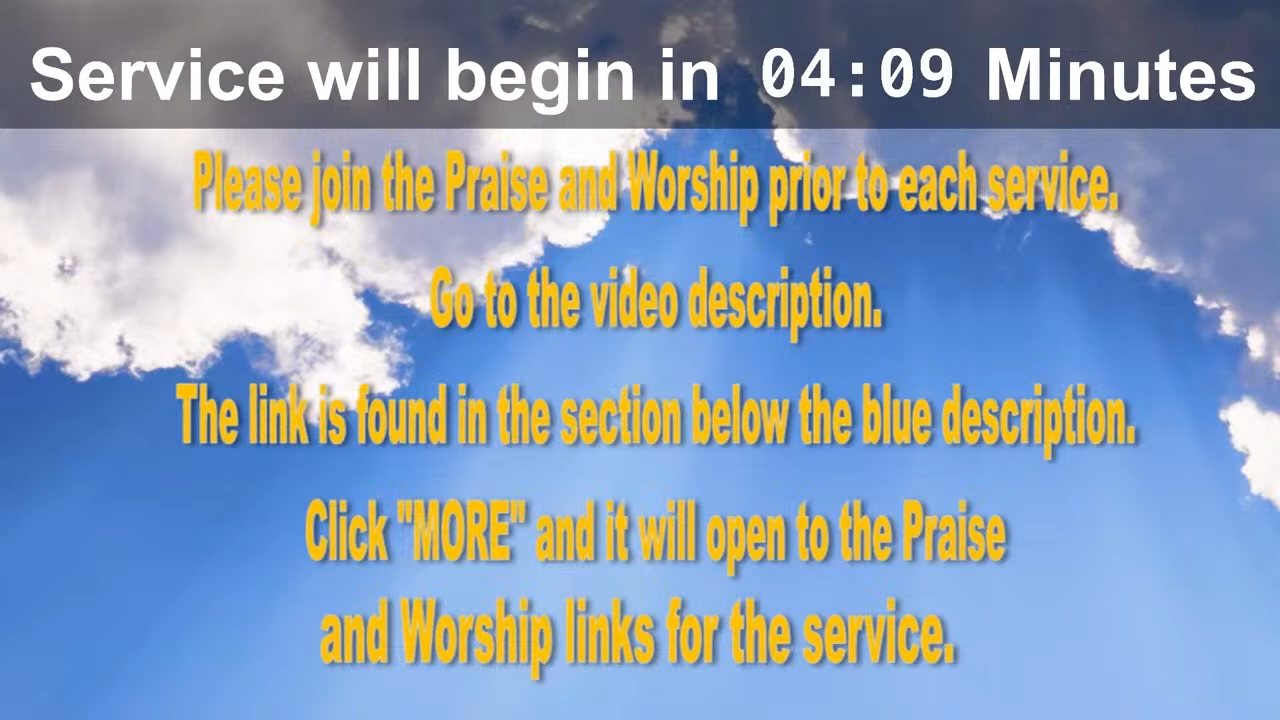 Service will begin in 04:09 Minutes
Please join the Praise and Worship prior to each service.
Go to the video description.
The link is found in the section below the blue description.
Click "MORE" and it will open to the Praise
and Worship links for the service.